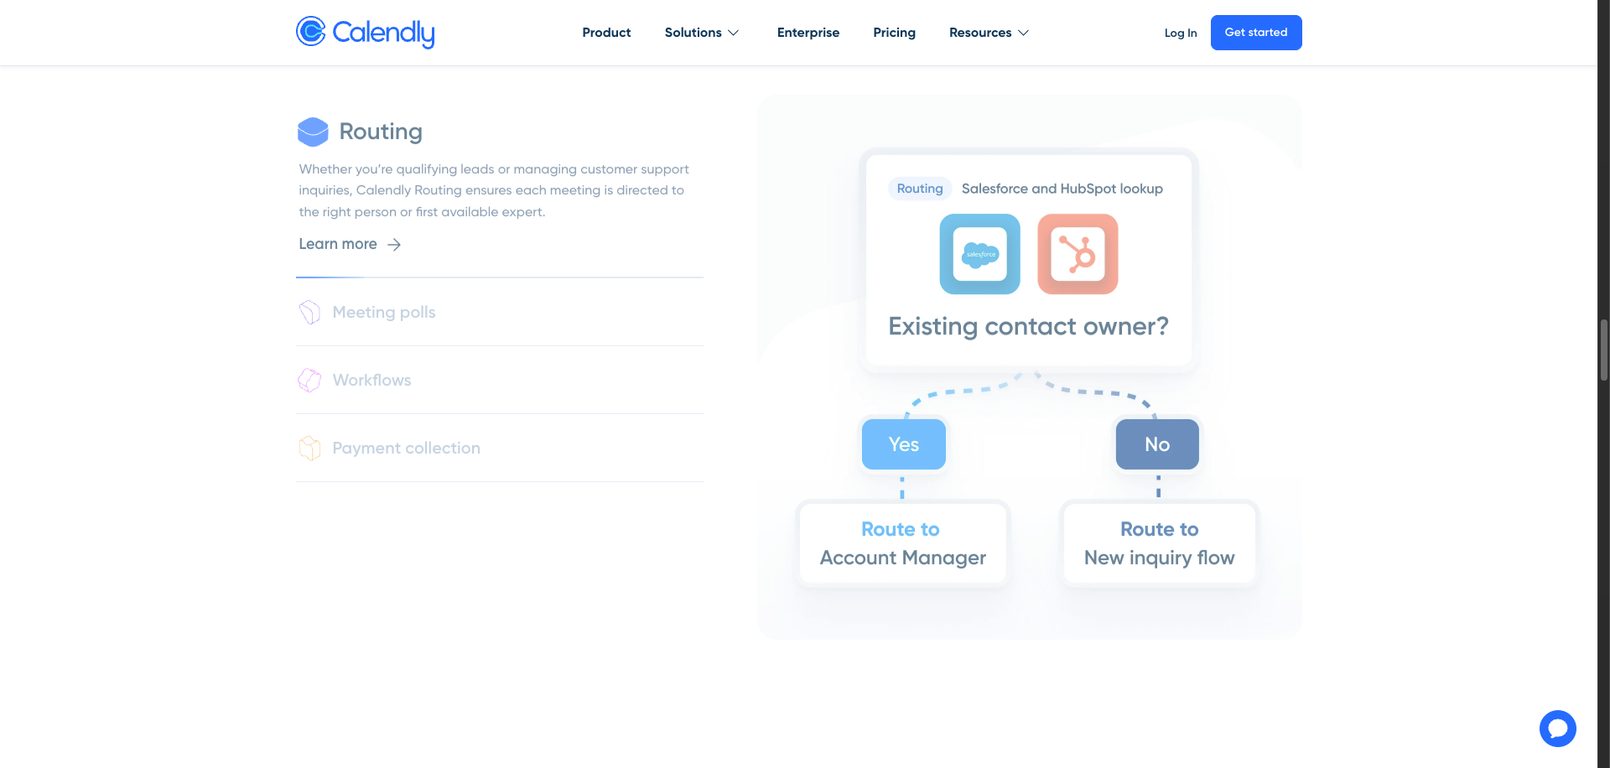 Calendly
Product
Solutions
Enterprise
Pricing
Resources
Log In
Get started
Routing
Whether you’re qualifying leads or managing customer support
inquiries, Calendly Routing ensures each meeting is directed to
the right person or first available expert.
Learn more
Meeting polls
Workflows
Payment collection
Routing
Salesforce and HubSpot lookup
salesforce
Existing contact owner?
Yes
No
Route to
Account Manager
Route to
New inquiry flow